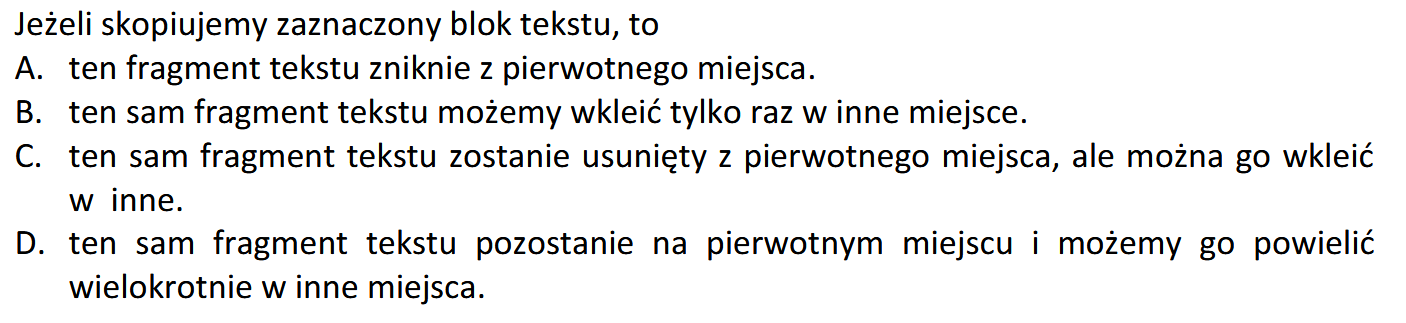 Jeżeli skopiujemy zaznaczony blok tekstu, to
A. ten fragment tekstu zniknie z pierwotnego miejsca.
B. ten sam fragment tekstu możemy wkleić tylko raz w inne miejsce.
C. ten sam fragment tekstu zostanie usunięty z pierwotnego miejsca, ale można go wkleić
w inne.
D. ten sam fragment tekstu pozostanie na pierwotnym miejscu i możemy go powielić
wielokrotnie w inne miejsca.